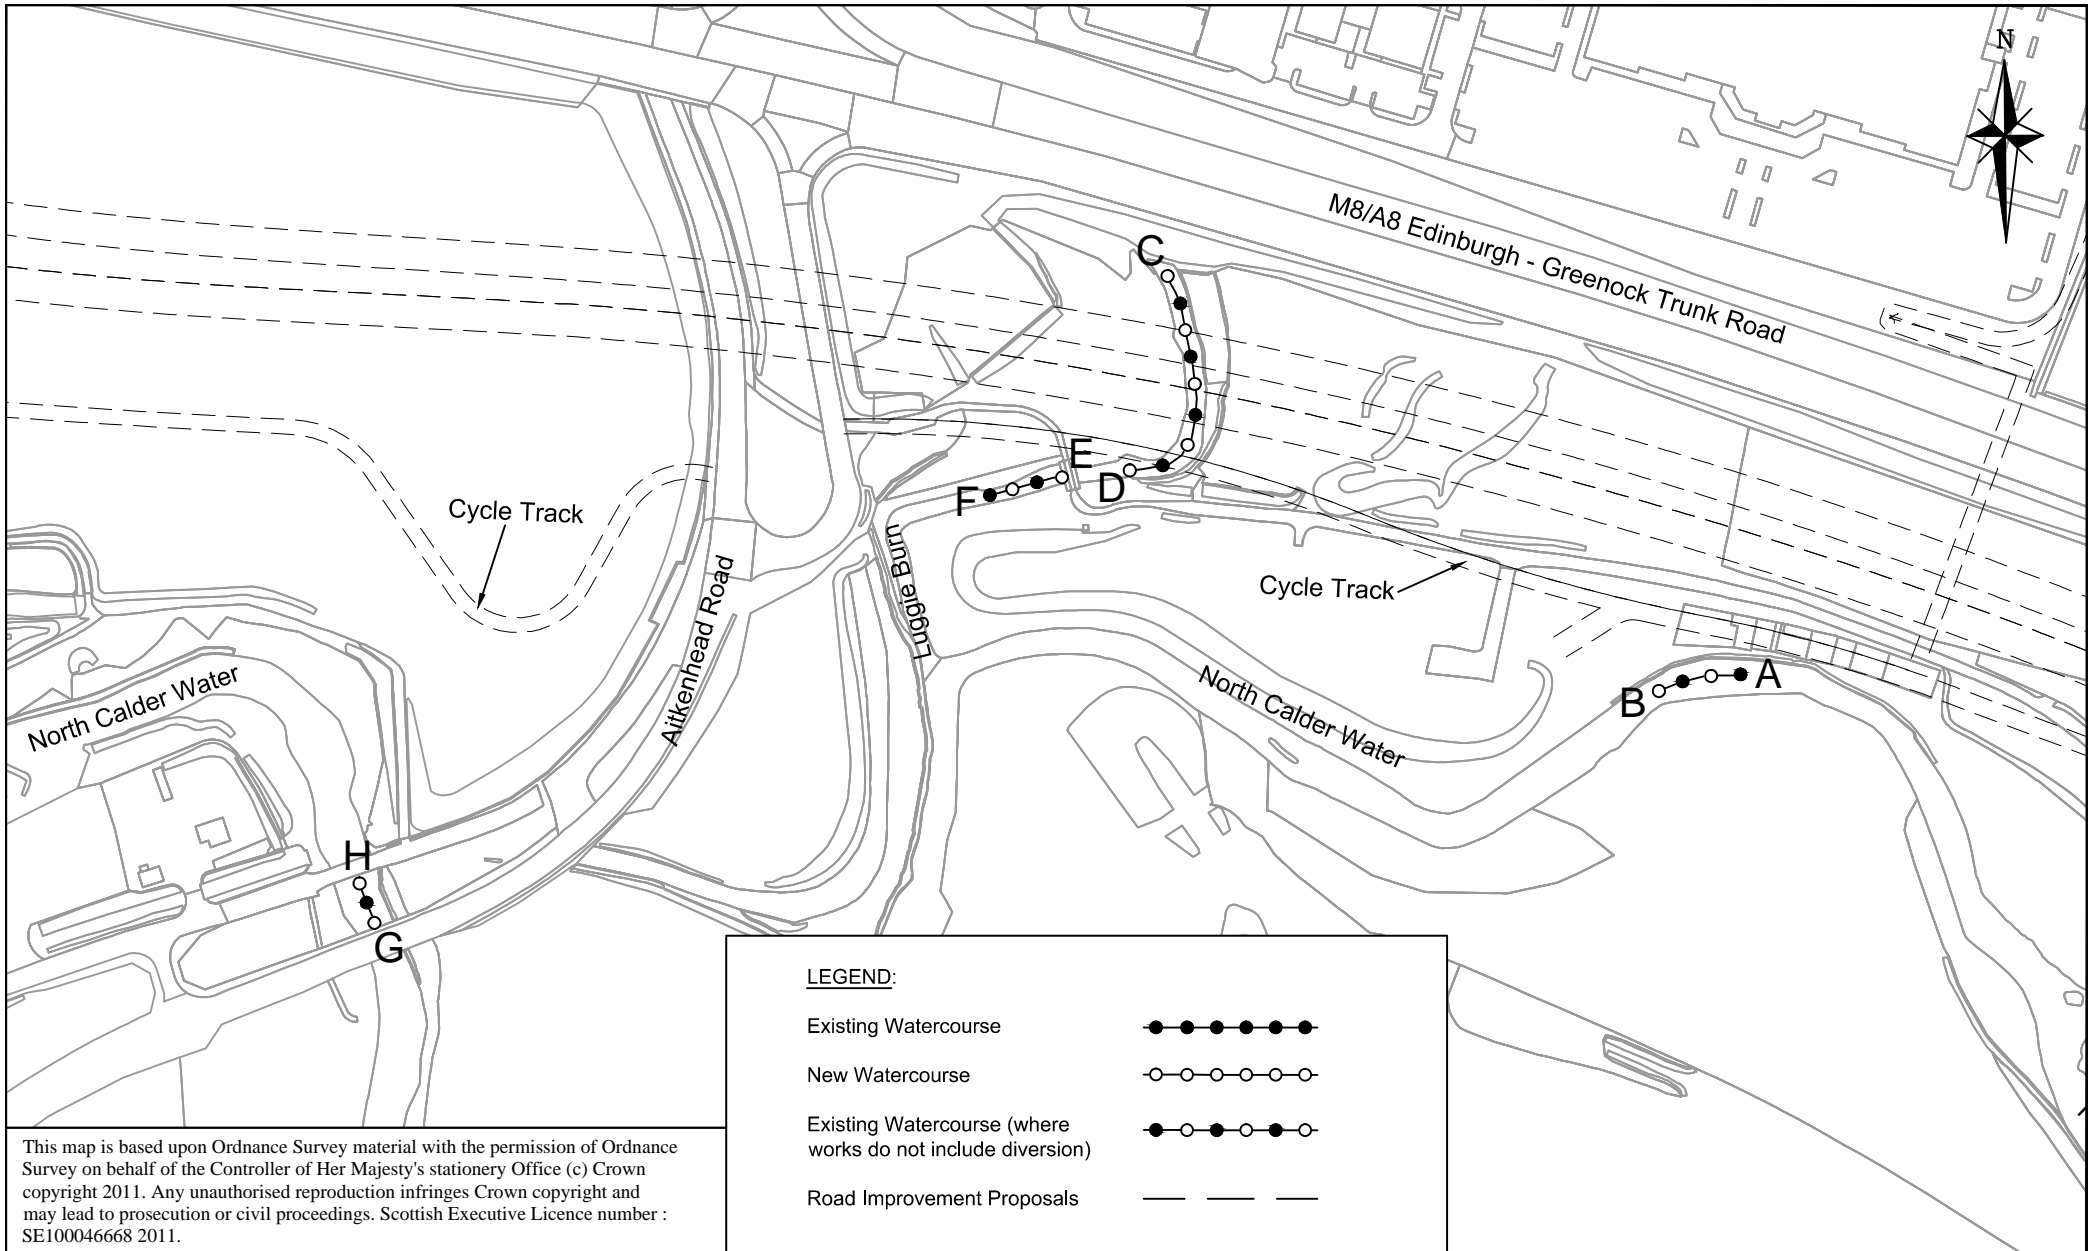 N
M8/A8 Edinburgh - Greenock Trunk Road
C
E
D
F
Cycle Track
Luggie Burn
Aitkenhead Road
Cycle Track
North Calder Water
North Calder Water
A
B
H
G
LEGEND:
Existing Watercourse
New Watercourse
Existing Watercourse (where
works do not include diversion)
Road Improvement Proposals
This map is based upon Ordnance Survey material with the permission of Ordnance
Survey on behalf of the Controller of Her Majesty's stationery Office (c) Crown
copyright 2011. Any unauthorised reproduction infringes Crown copyright and
may lead to prosecution or civil proceedings. Scottish Executive Licence number :
SE100046668 2011.